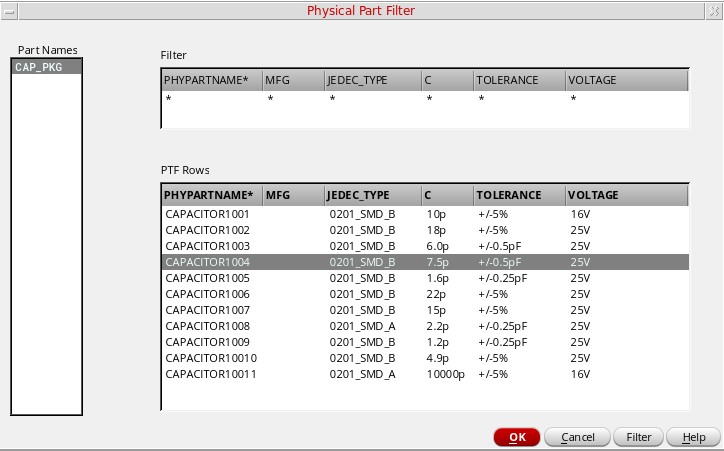 Physical Part Filter
Part Names
CAP_PKG
Filter
PHYPARTNAME* MFG JEDEC_TYPE C TOLERANCE VOLTAGE
* * * * * *
PTF Rows
PHYPARTNAME* MFG JEDEC_TYPE C TOLERANCE VOLTAGE
CAPACITOR1001 0201_SMD_B 10p +/-5% 16V
CAPACITOR1002 0201_SMD_B 18p +/-5% 25V
CAPACITOR1003 0201_SMD_B 6.0p +/-0.5pF 25V
CAPACITOR1004 0201_SMD_B 7.5p +/-0.5pF 25V
CAPACITOR1005 0201_SMD_B 1.6p +/-0.25pF 25V
CAPACITOR1006 0201_SMD_B 22p +/-5% 25V
CAPACITOR1007 0201_SMD_B 15p +/-5% 25V
CAPACITOR1008 0201_SMD_A 2.2p +/-0.25pF 25V
CAPACITOR1009 0201_SMD_B 1.2p +/-0.25pF 25V
CAPACITOR10010 0201_SMD_B 4.9p +/-5% 25V
CAPACITOR10011 0201_SMD_A 10000p +/-5% 16V
OK Cancel Filter Help